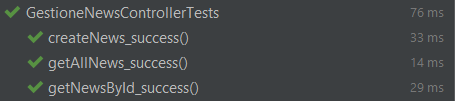 GestioneNewsControllerTests 76 ms
createNews_success() 33 ms
getAllNews_success() 14 ms
getNewsById_success() 29 ms